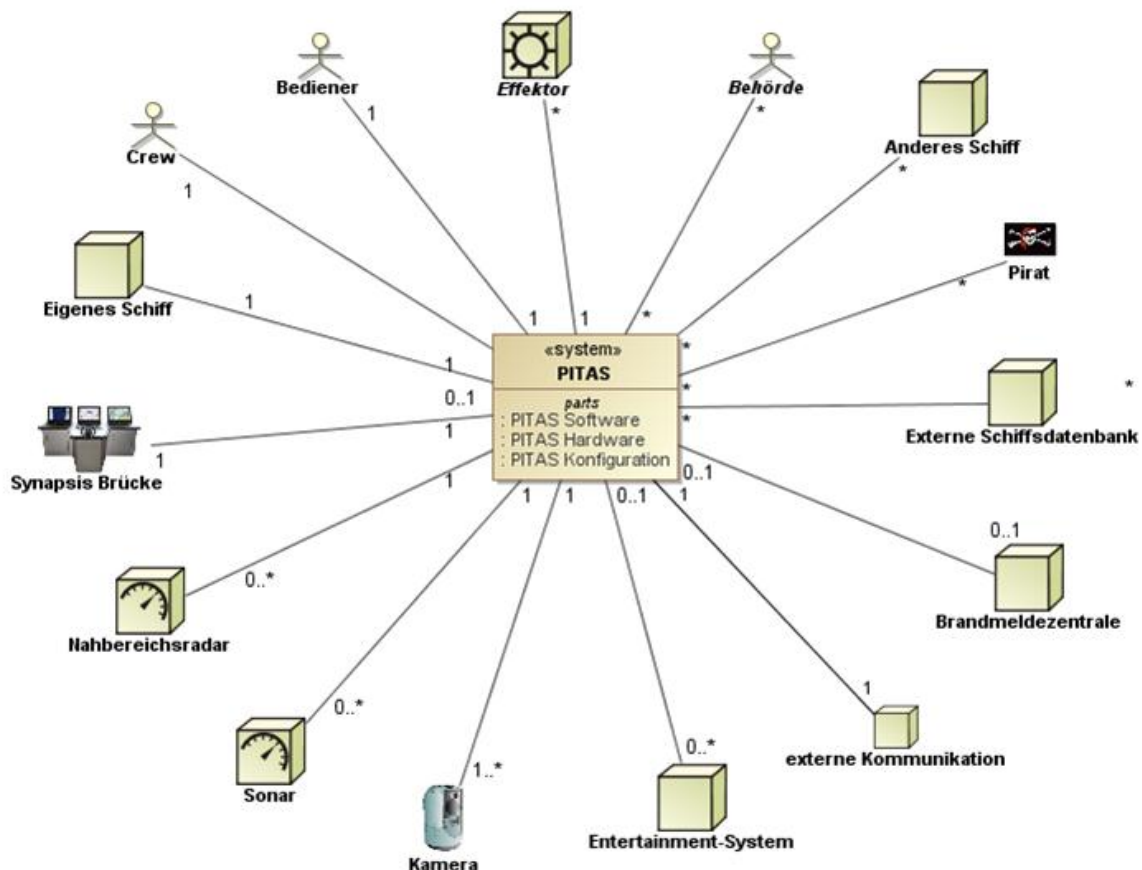 Bediener
1
Effektor
*
Behörde
*
Anderes Schiff
*
Crew
1
Pirat
*
Eigenes Schiff
1
1
1
*
*
«system»
PITAS
parts
: PITAS Software
: PITAS Hardware
: PITAS Konfiguration
1
0..1
1
1
1
1
0..1
1
0..1
*
*
*
Externe Schiffsdatenbank
Synapsis Brücke
1
0..1
Brandmeldezentrale
Nahbereichsradar
0..*
1
externe Kommunikation
Sonar
0..*
0..*
Entertainment-System
1..*
Kamera